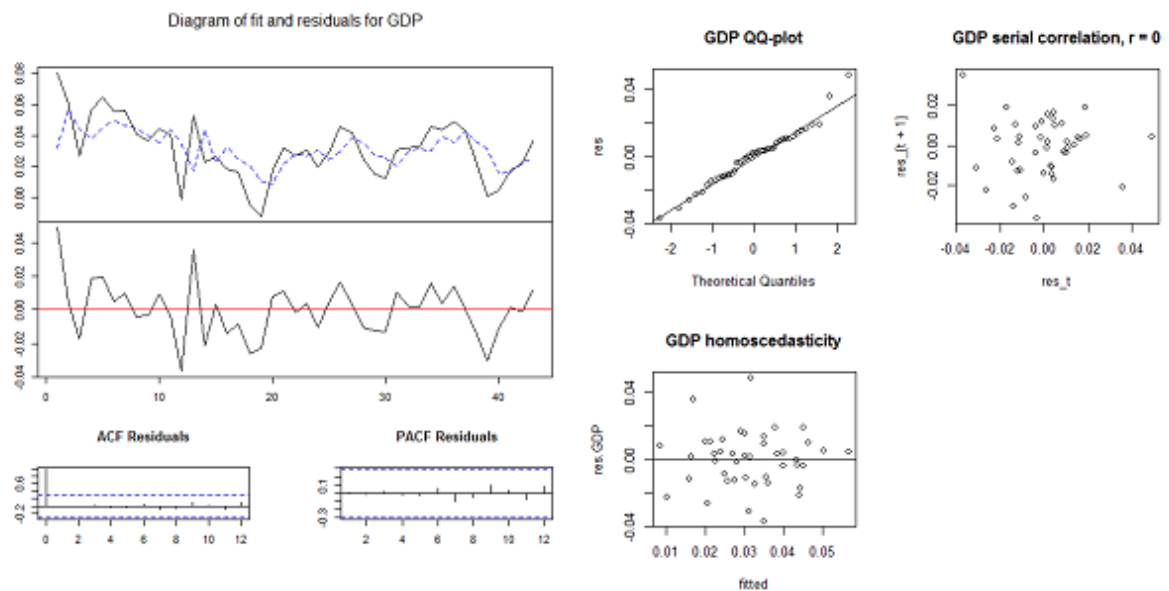 Diagram of fit and residuals for GDP
0.08
0.06
0.04
0.02
0.00
0.04
0.02
0.00
-0.02
-0.04
0 10 20 30 40
ACF Residuals
0.6
-0.2
0 2 4 6 8 10 12
PACF Residuals
0.1
-0.3
2 4 6 8 10 12
GDP QQ-plot
res
0.04
0.00
-0.04
-2 -1 0 1 2
Theoretical Quantiles
GDP serial correlation, r = 0
res_[t + 1]
0.02
0.00
-0.02
-0.04 -0.02 0.00 0.02 0.04
res_t
GDP homoscedasticity
res.GDP
0.04
0.00
-0.04
0.01 0.02 0.03 0.04 0.05
fitted